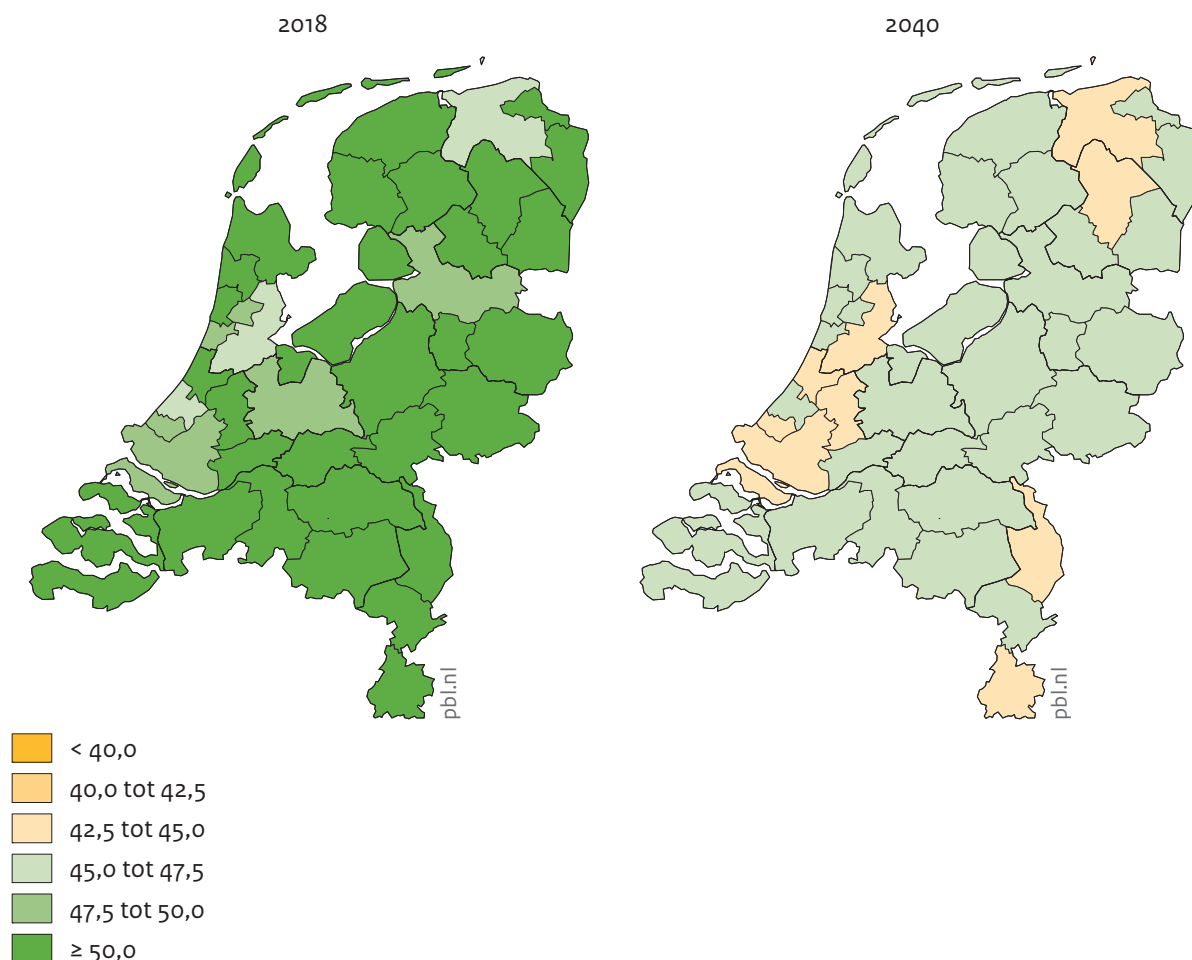 2018
2040
pbl.nl
pbl.nl
< 40,0
40,0 tot 42,5
42,5 tot 45,0
45,0 tot 47,5
47,5 tot 50,0
≥ 50,0